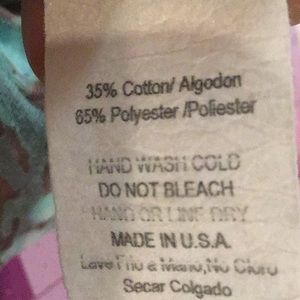 35% Cotton/ Algodon
65% Polyester /Poliester
HAND WASH COLD
DO NOT BLEACH
HAND OR LINE DRY
MADE IN U.S.A.
Lave Frio a Mano,No Cloro
Secar Colgado